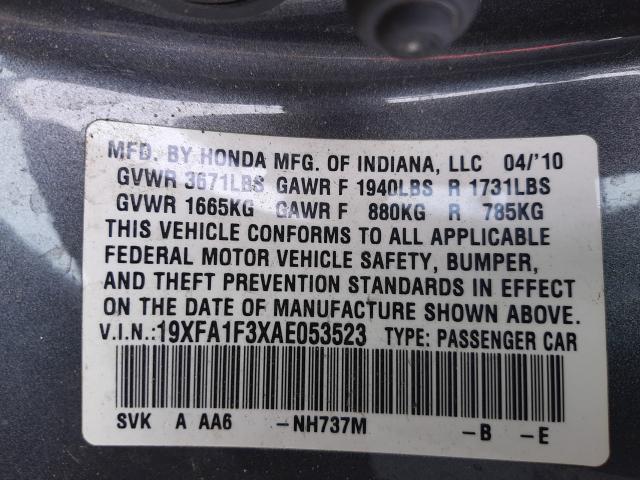 MFD. BY HONDA MFG. OF INDIANA, LLC 04/'10
GVWR 3671LBS GAWR F 1940LBS R 1731LBS
GVWR 1665KG GAWR F 880KG R 785KG
THIS VEHICLE CONFORMS TO ALL APPLICABLE
FEDERAL MOTOR VEHICLE SAFETY, BUMPER,
AND THEFT PREVENTION STANDARDS IN EFFECT
ON THE DATE OF MANUFACTURE SHOWN ABOVE.
V.I.N.:19XFA1F3XAE053523 TYPE: PASSENGER CAR
SVK A AA6 -NH737M -B -E